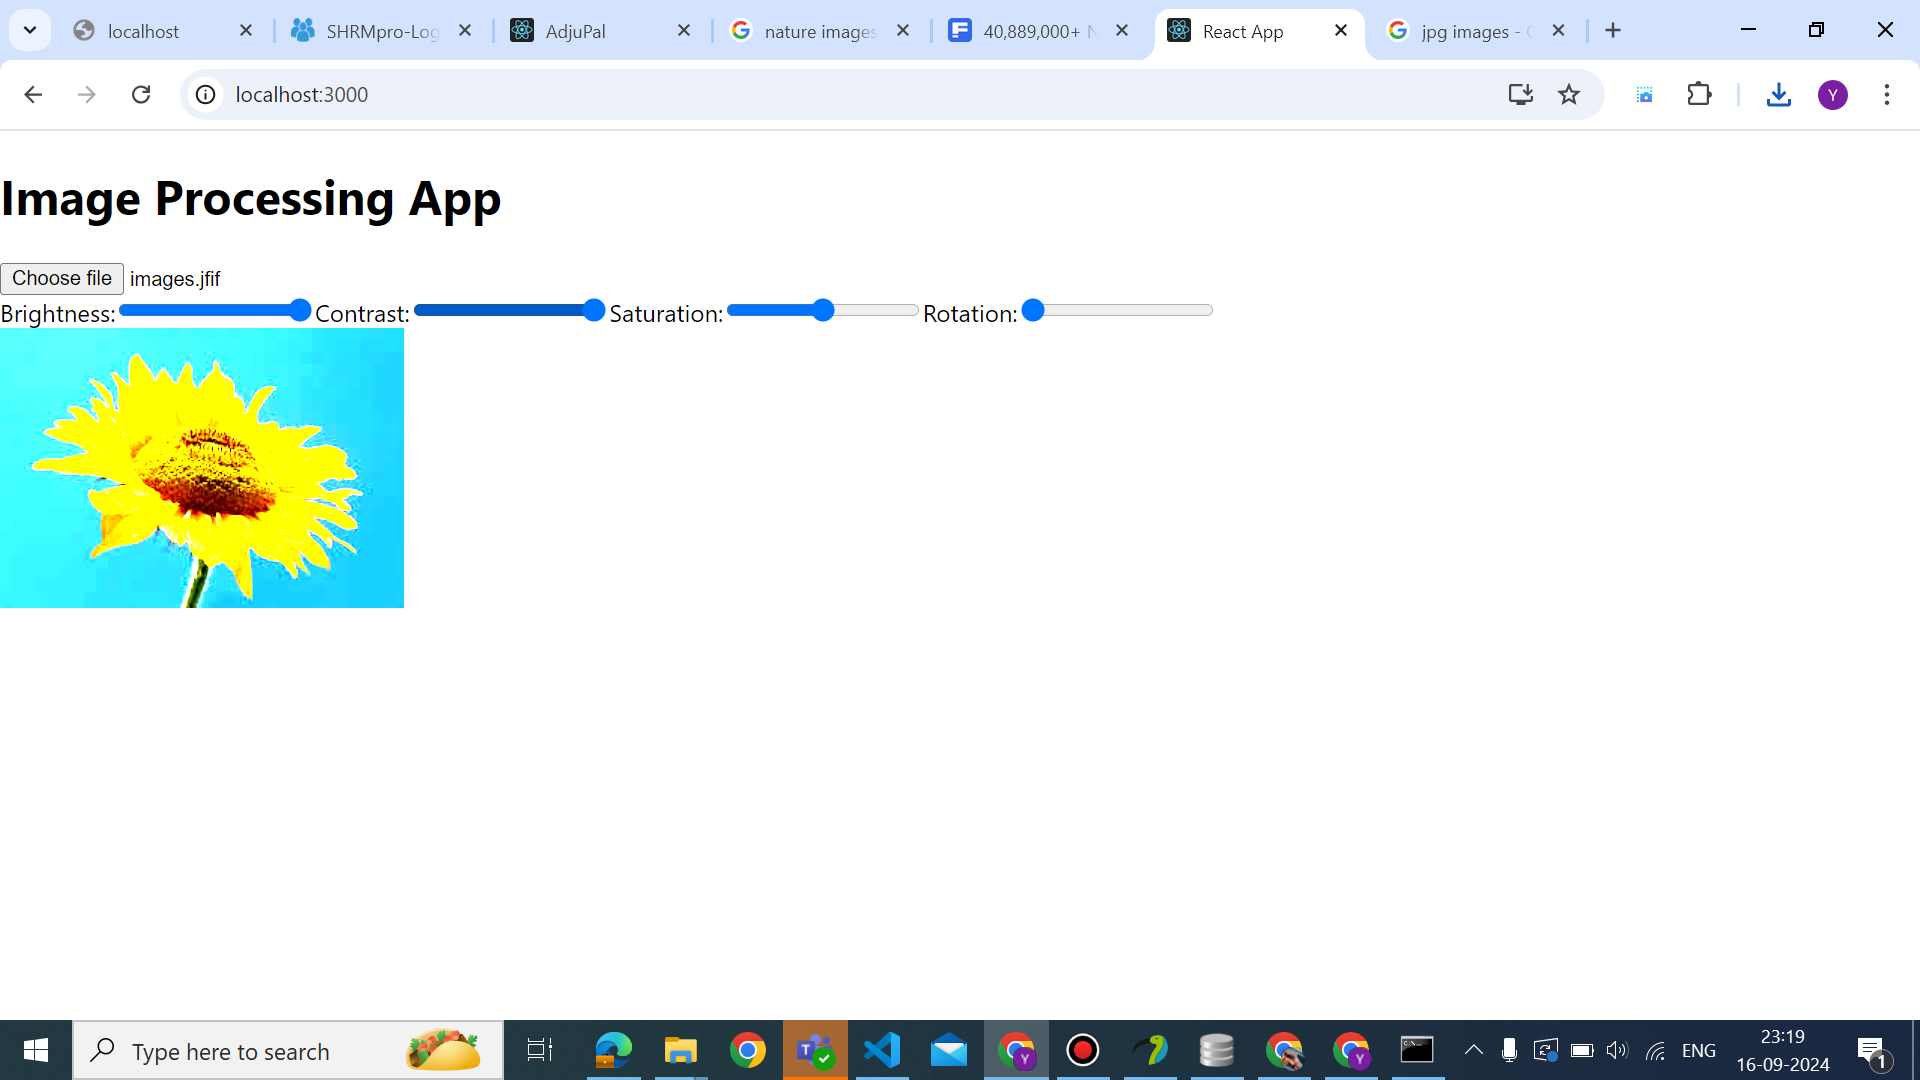 localhost
SHRMpro-Log
AdjuPal
nature images
40,889,000+ N
React App
jpg images - G
localhost:3000
Y
Image Processing App
Choose file images.jfif
Brightness: Contrast: Saturation: Rotation:
Type here to search
ENG
23:19
16-09-2024
1